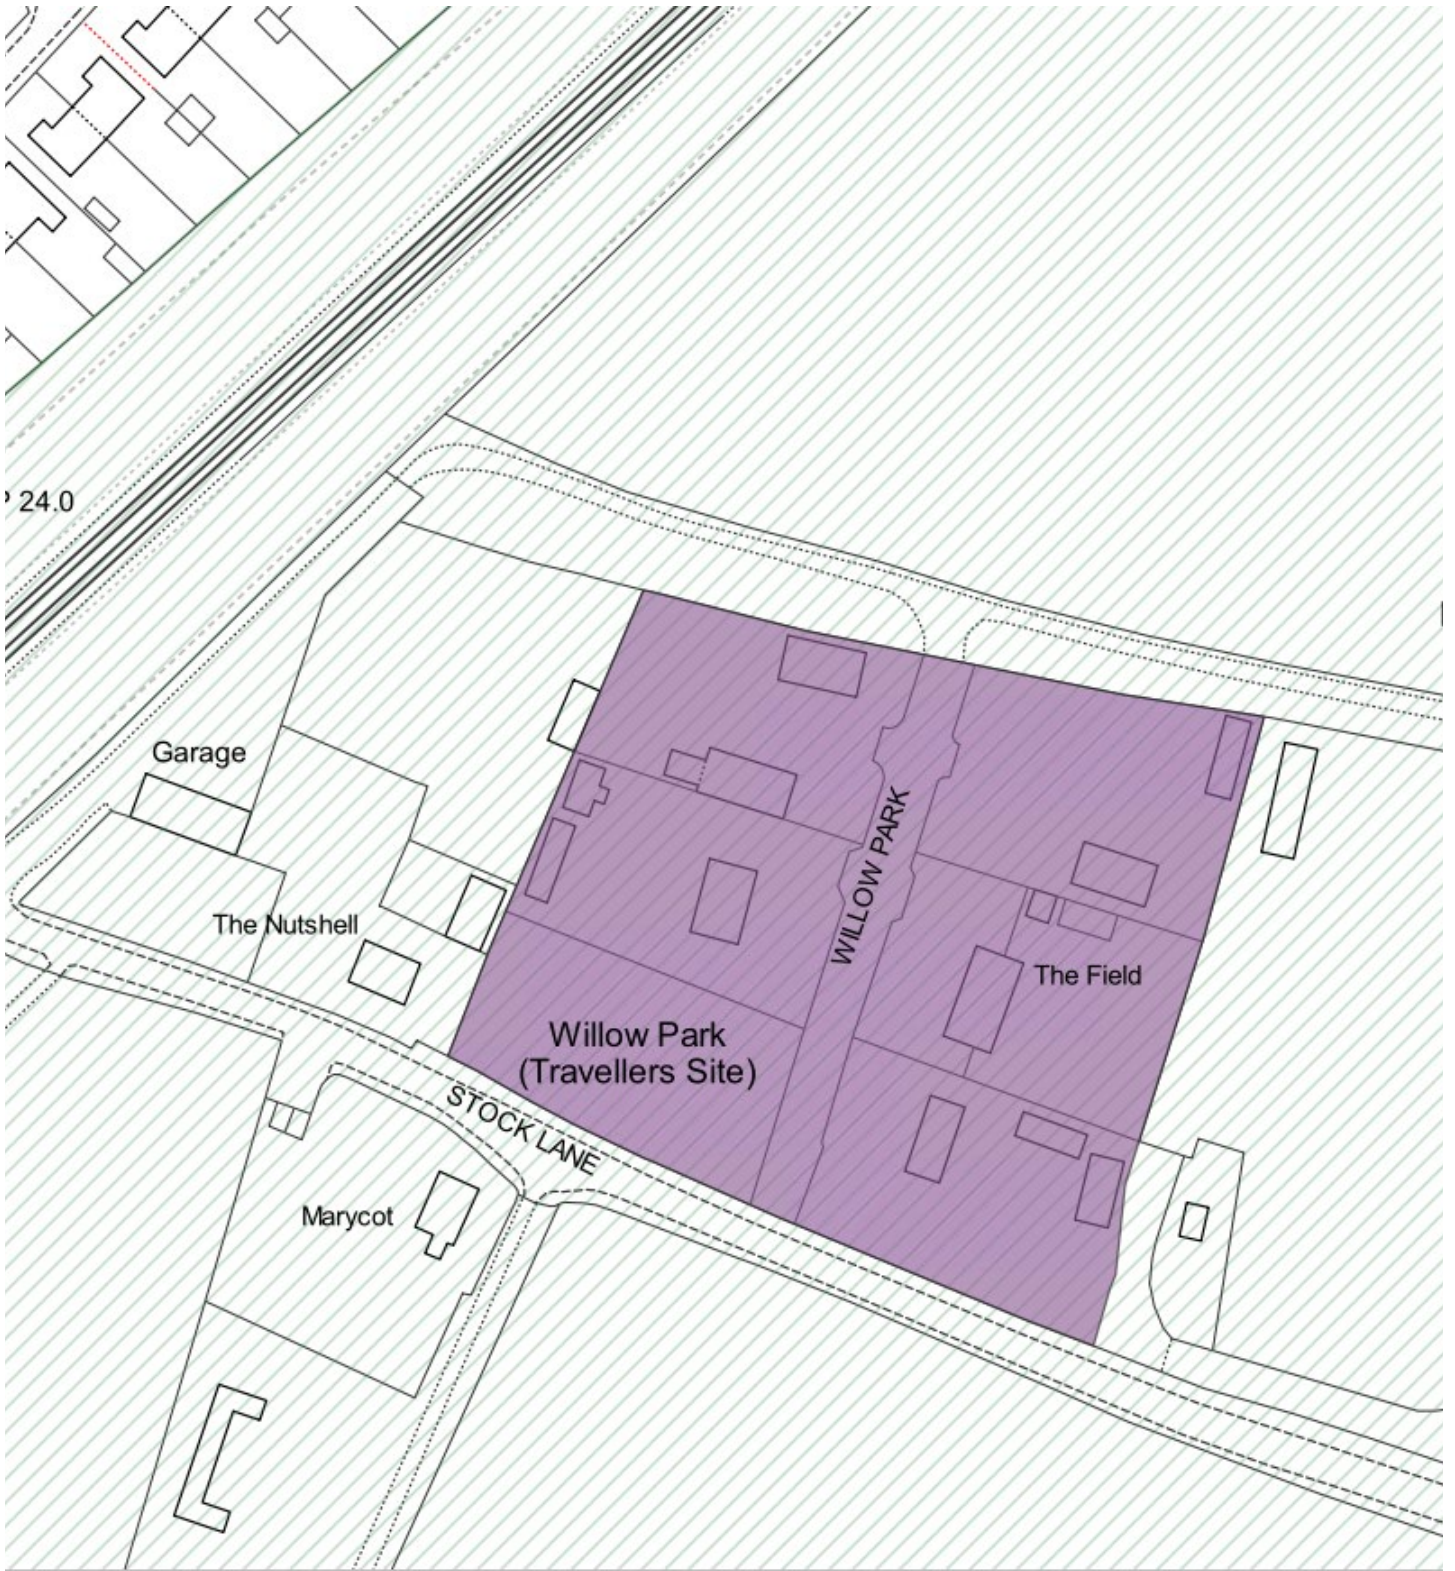 24.0
Garage
WILLOW PARK
The Nutshell
The Field
Willow Park
(Travellers Site)
STOCK LANE
Marycot